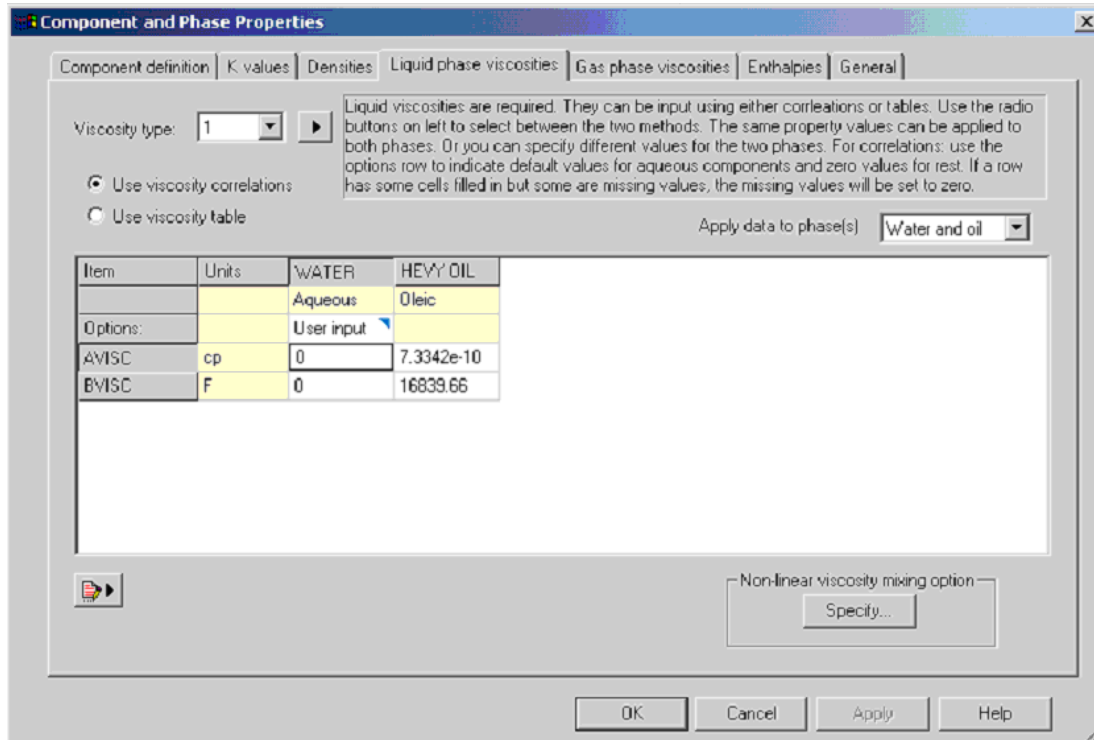 Component and Phase Properties
Component definition K values Densities Liquid phase viscosities Gas phase viscosities Enthalpies General
Viscosity type: 1
Liquid viscosities are required. They can be input using either corrleations or tables. Use the radio
buttons on left to select between the two methods. The same property values can be applied to
both phases. Or you can specify different values for the two phases. For correlations: use the
options row to indicate default values for aqueous components and zero values for rest. If a row
has some cells filled in but some are missing values, the missing values will be set to zero.
Use viscosity correlations
Use viscosity table
Apply data to phase(s) Water and oil
Item Units WATER HEVY OIL
Aqueous Oleic
Options: User input
AVISC cp 0 7.3342e-10
BVISC F 0 16839.66
Non-linear viscosity mixing option
Specify...
OK Cancel Apply Help